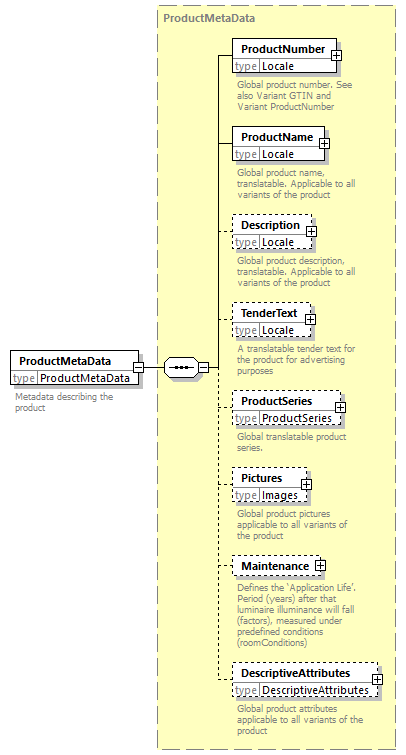 ProductMetaData
ProductNumber
type Locale
Global product number. See
also Variant GTIN and
Variant ProductNumber
ProductName
type Locale
Global product name,
translatable. Applicable to all
variants of the product
Description
type Locale
Global product description,
translatable. Applicable to all
variants of the product
TenderText
type Locale
A translatable tender text for
the product for advertising
purposes
ProductMetaData
type ProductMetaData
Metadata describing the
product
ProductSeries
type ProductSeries
Global translatable product
series.
Pictures
type Images
Global product pictures
applicable to all variants of
the product
Maintenance
Defines the ‘Application Life’.
Period (years) after that
luminaire illuminance will fall
(factors), measured under
predefined conditions
(roomConditions)
DescriptiveAttributes
type DescriptiveAttributes
Global product attributes
applicable to all variants of the
product